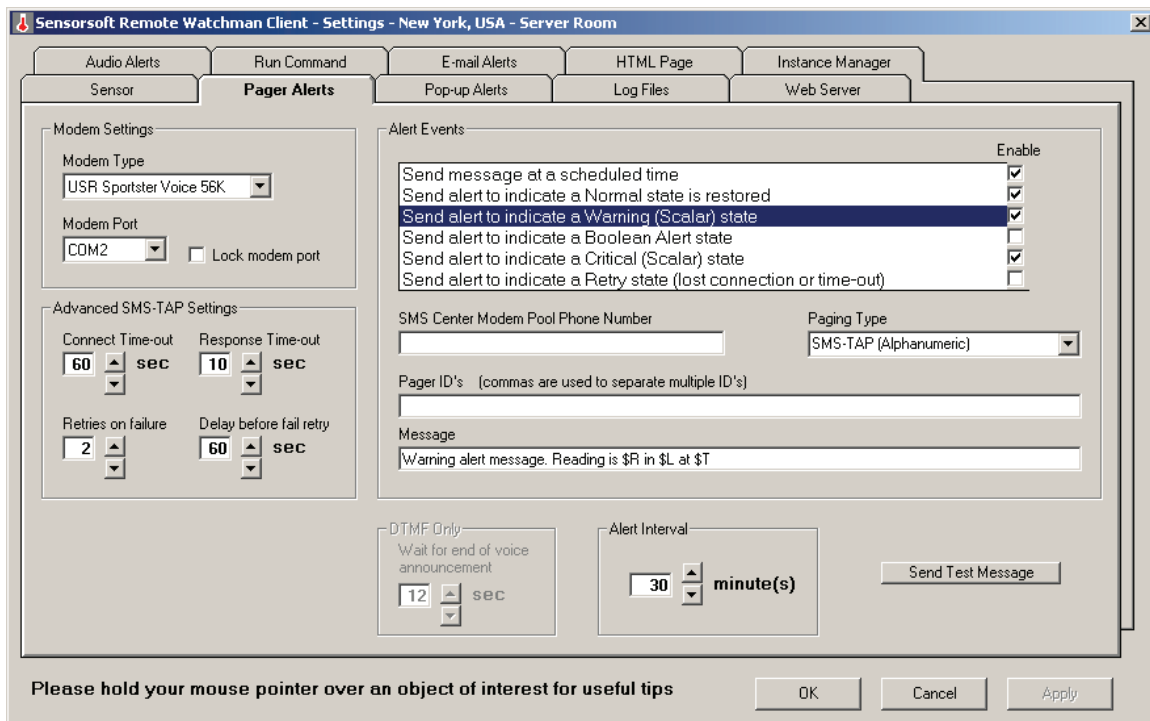 Sensorsoft Remote Watchman Client - Settings - New York, USA - Server Room
Audio Alerts
Run Command
E-mail Alerts
HTML Page
Instance Manager
Sensor
Pager Alerts
Pop-up Alerts
Log Files
Web Server
Modem Settings
Modem Type
USR Sportster Voice 56K
Modem Port
COM2
Lock modem port
Advanced SMS-TAP Settings
Connect Time-out
Response Time-out
60 sec
10 sec
Retries on failure
Delay before fail retry
2
60 sec
Alert Events
Enable
Send message at a scheduled time
Send alert to indicate a Normal state is restored
Send alert to indicate a Warning (Scalar) state
Send alert to indicate a Boolean Alert state
Send alert to indicate a Critical (Scalar) state
Send alert to indicate a Retry state (lost connection or time-out)
SMS Center Modem Pool Phone Number
Paging Type
SMS-TAP (Alphanumeric)
Pager ID's (commas are used to separate multiple ID's)
Message
Warning alert message. Reading is $R in $L at $T
DTMF Only
Wait for end of voice
announcement
12 sec
Alert Interval
30 minute(s)
Send Test Message
Please hold your mouse pointer over an object of interest for useful tips
OK
Cancel
Apply